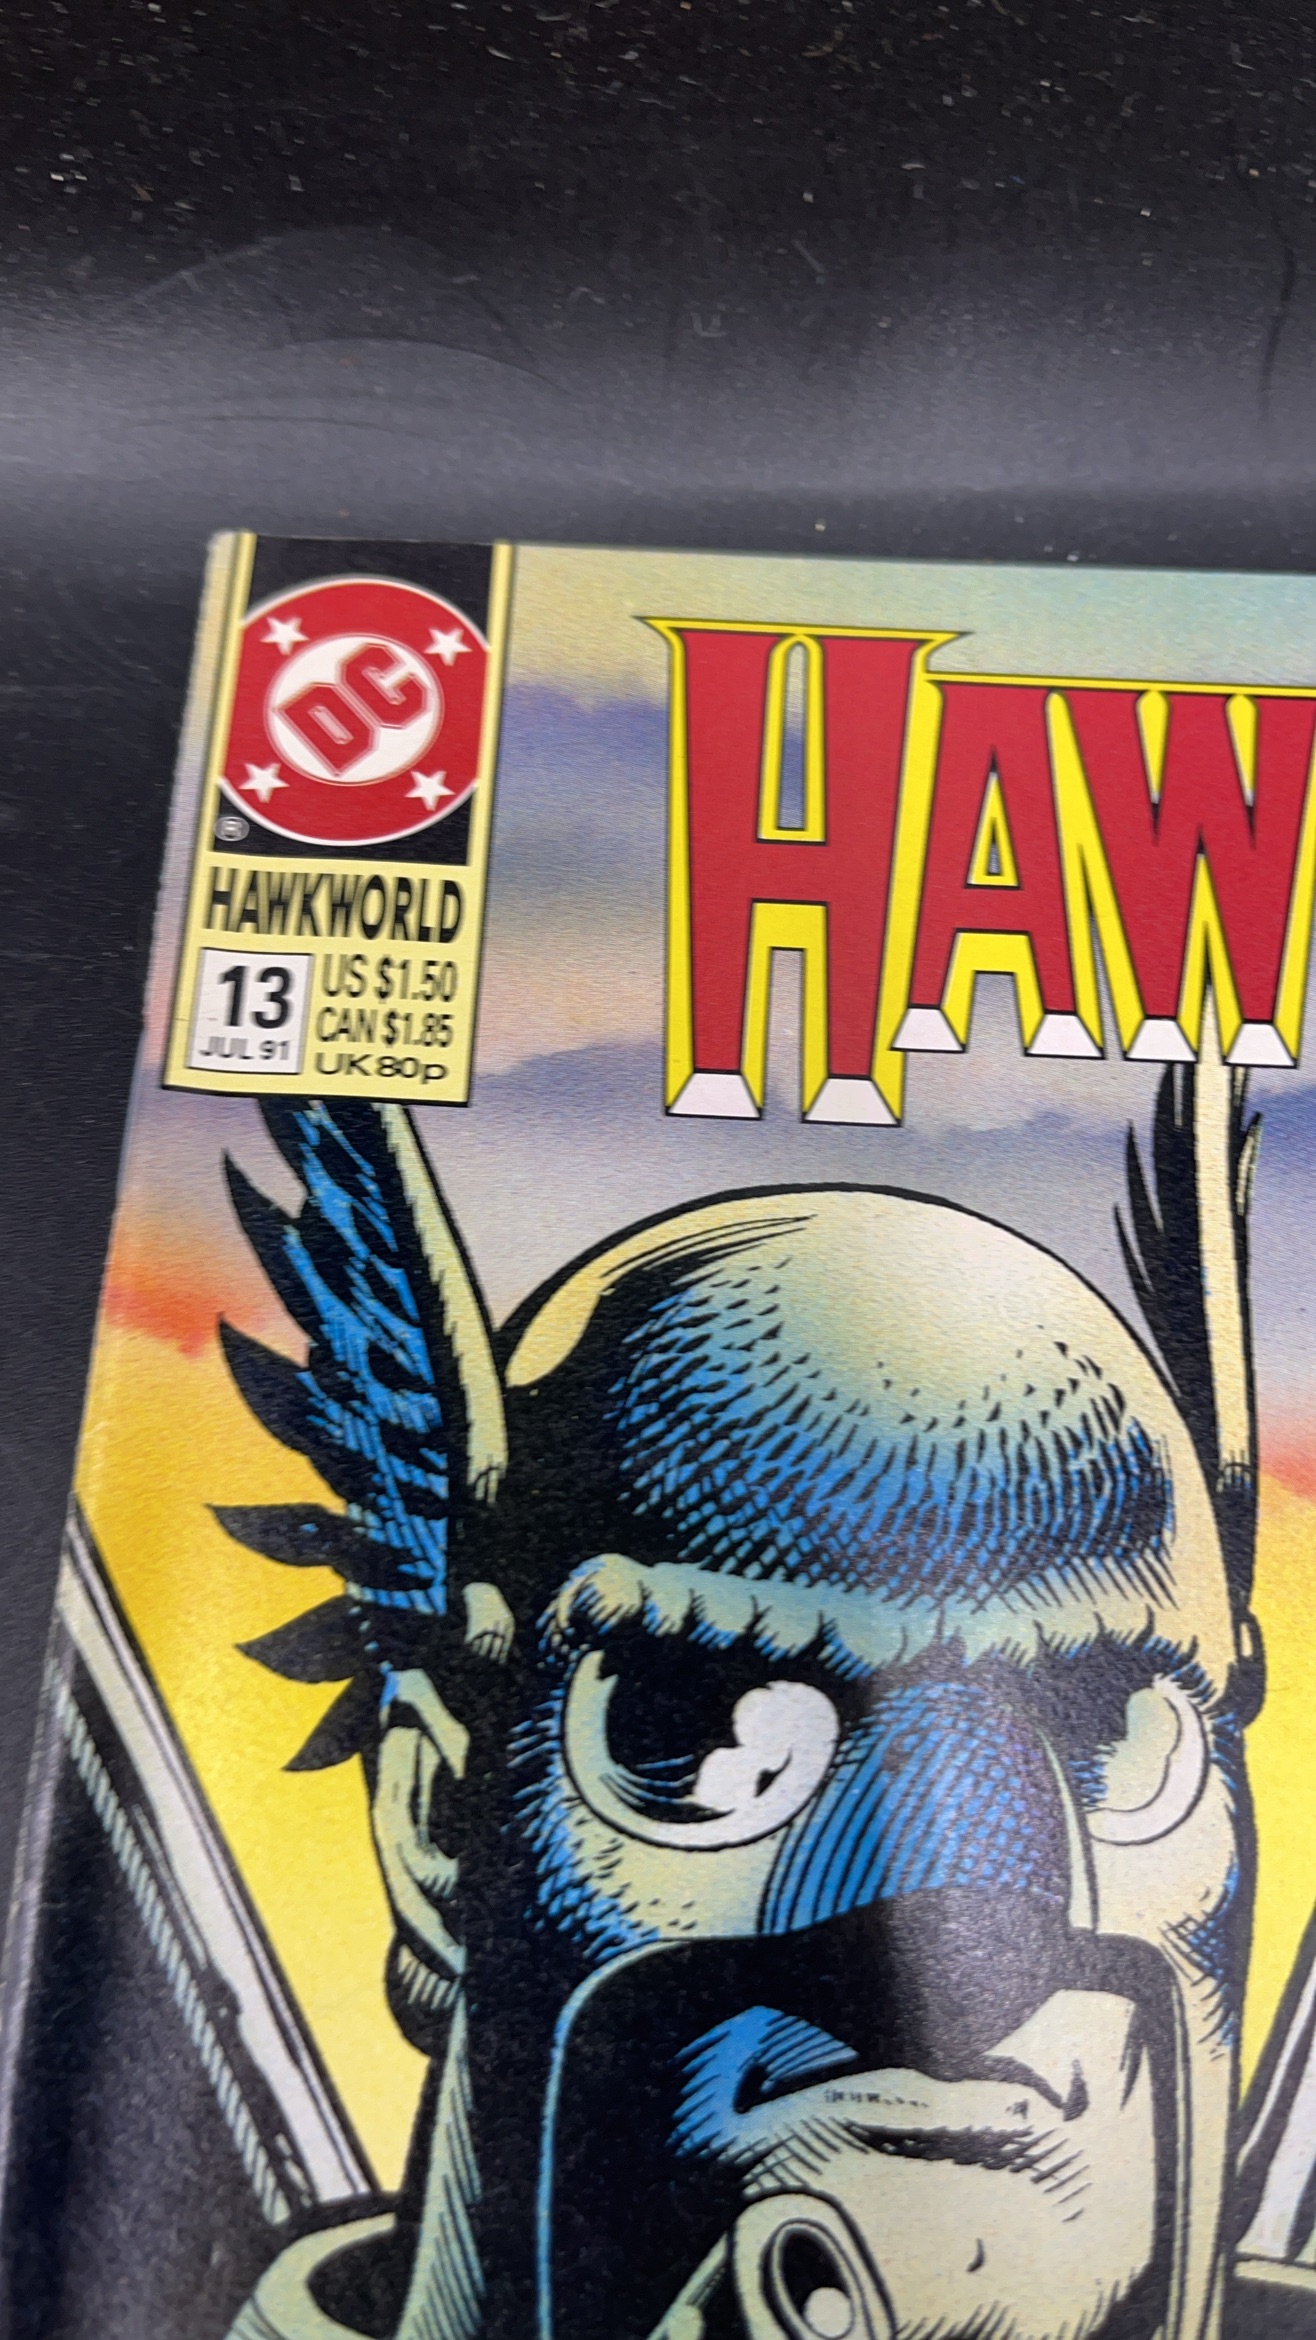 DC
®
HAWKWORLD
13
JUL 91
US $1.50
CAN $1.85
UK 80p
HAW